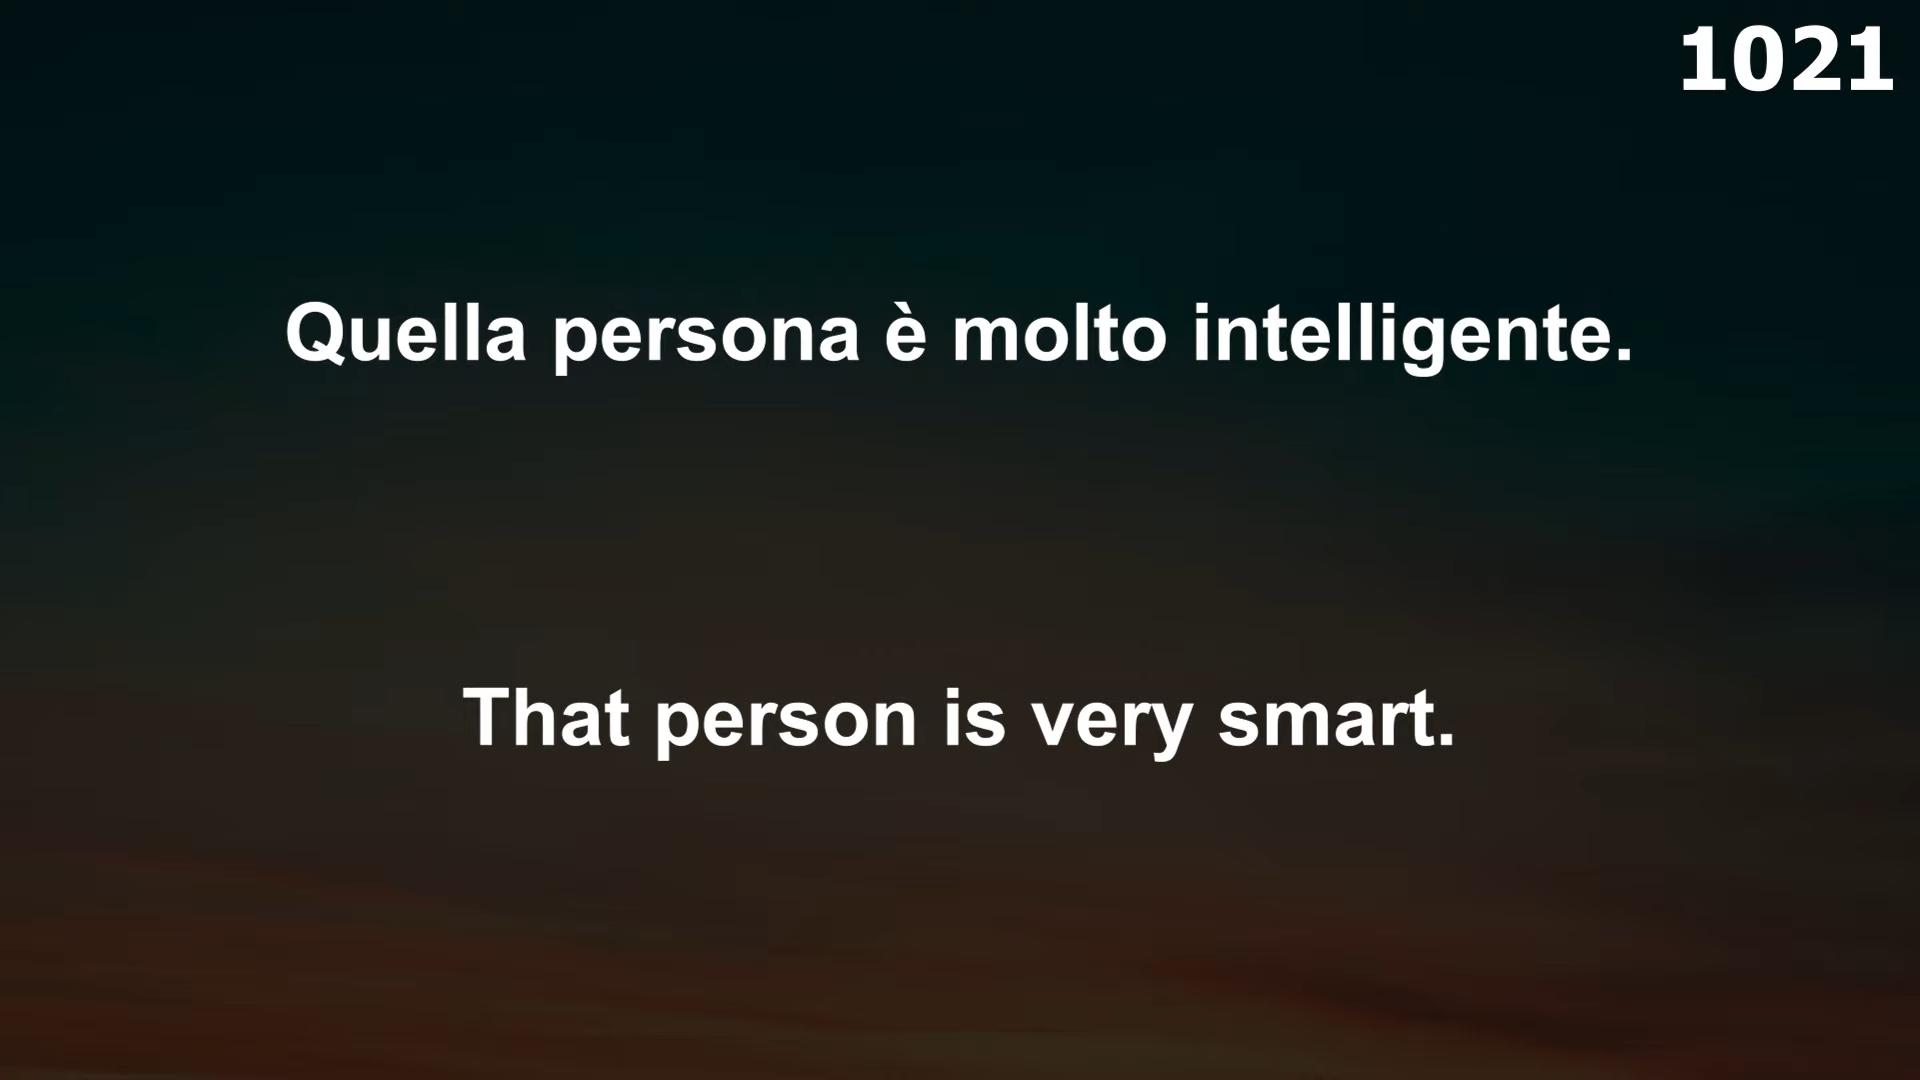 1021
Quella persona è molto intelligente.
That person is very smart.